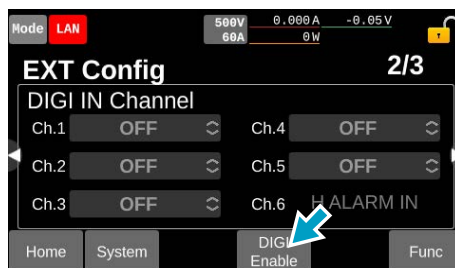 Mode LAN 500V 0.000A -0.05V
60A 0W
EXT Config 2/3
DIGI IN Channel
Ch.1 OFF Ch.4 OFF
Ch.2 OFF Ch.5 OFF
Ch.3 OFF Ch.6 H ALARM IN
Home System DIGI Enable Func